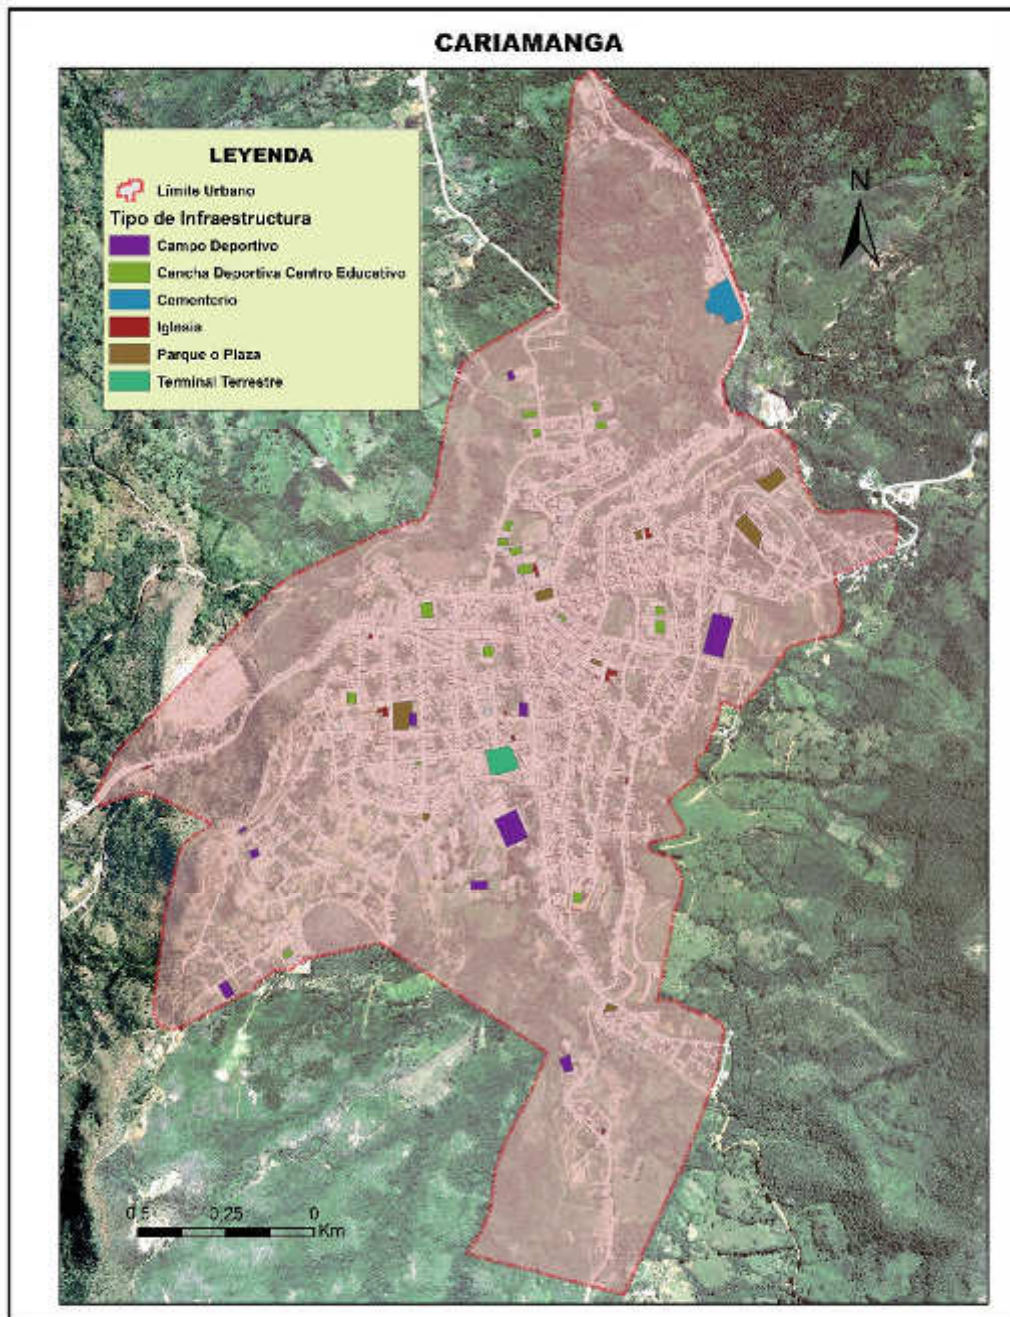 CARIAMANGA
LEYENDA
Límite Urbano
Tipo de Infraestructura
Campo Deportivo
Cancha Deportiva Centro Educativo
Cementerio
Iglesia
Parque o Plaza
Terminal Terrestre
N
0,5 0,25 0
Km